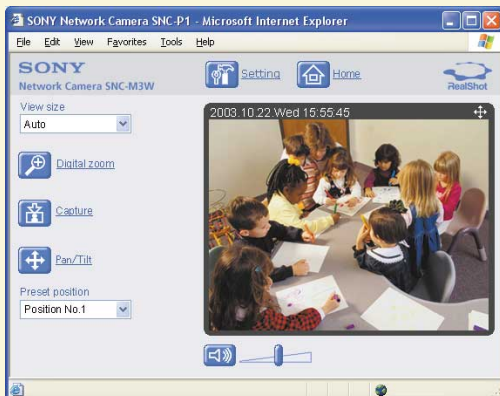 SONY Network Camera SNC-P1 - Microsoft Internet Explorer
File Edit View Favorites Tools Help
SONY
Network Camera SNC-M3W
Setting
Home
RealShot
View size
Auto
Digital zoom
Capture
Pan/Tilt
Preset position
Position No.1
2003.10.22.Wed 15:55:45